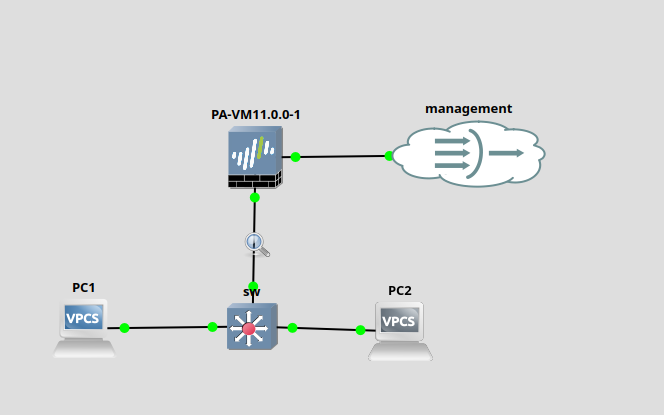 management
PA-VM11.0.0-1
PC1
sw
PC2
VPCS
VPCS